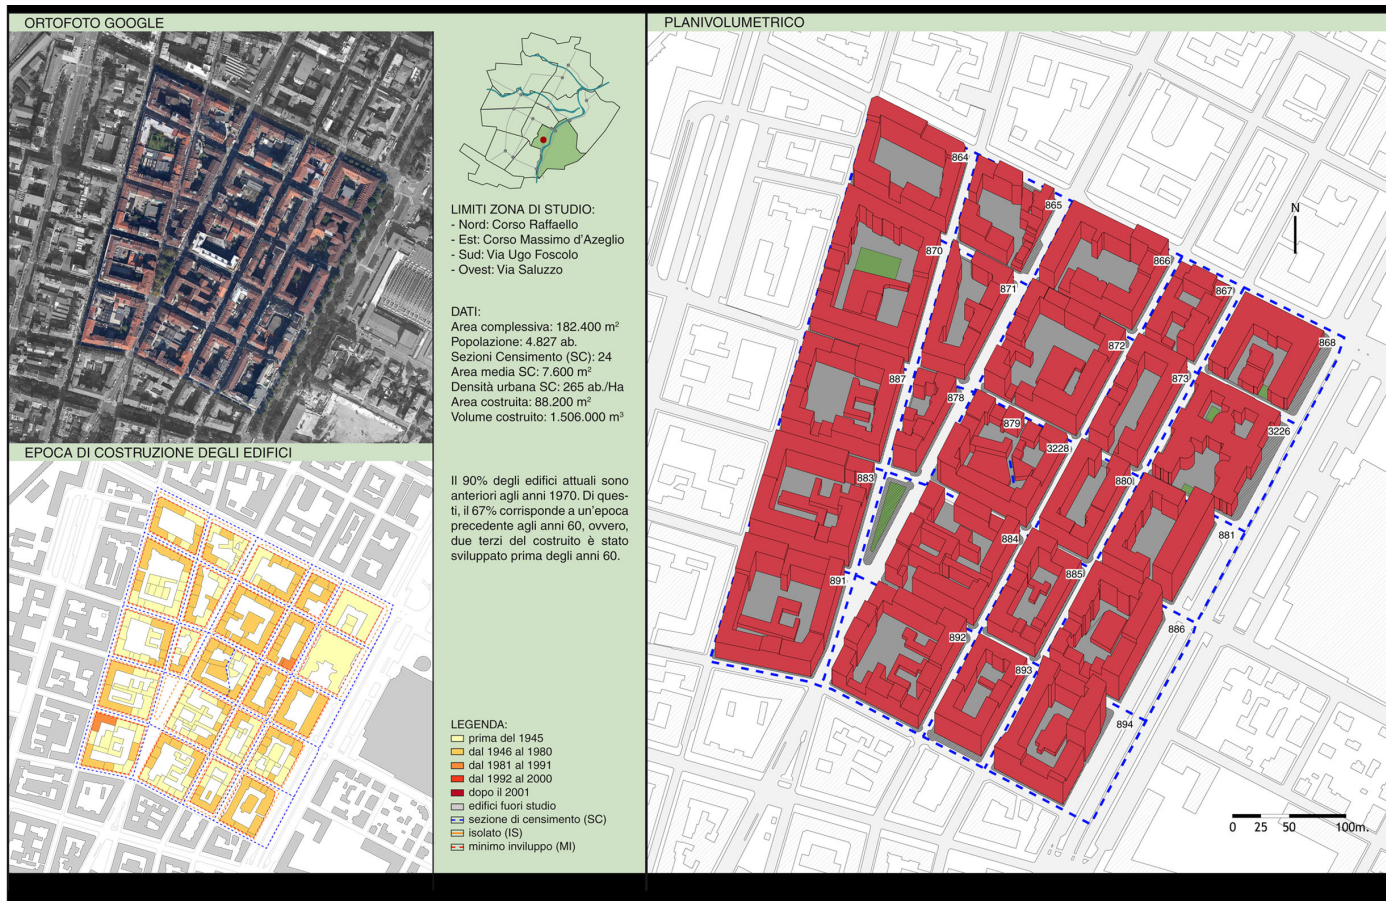 ORTOFOTO GOOGLE
LIMITI ZONA DI STUDIO:
- Nord: Corso Raffaello
- Est: Corso Massimo d'Azeglio
- Sud: Via Ugo Foscolo
- Ovest: Via Saluzzo
DATI:
Area complessiva: 182.400 m²
Popolazione: 4.827 ab.
Sezioni Censimento (SC): 24
Area media SC: 7.600 m²
Densità urbana SC: 265 ab./Ha
Area costruita: 88.200 m²
Volume costruito: 1.506.000 m³
Il 90% degli edifici attuali sono
anteriori agli anni 1970. Di ques-
ti, il 67% corrisponde a un'epoca
precedente agli anni 60, ovvero,
due terzi del costruito è stato
sviluppato prima degli anni 60.
EPOCA DI COSTRUZIONE DEGLI EDIFICI
LEGENDA:
prima del 1945
dal 1946 al 1980
dal 1981 al 1991
dal 1992 al 2000
dopo il 2001
edifici fuori studio
sezione di censimento (SC)
isolato (IS)
minimo inviluppo (MI)
PLANIVOLUMETRICO
864
865
870
866
871
867
N
872
868
887
873
878
879
3226
3228
883
880
884
881
885
891
886
892
893
894
0 25 50 100m.